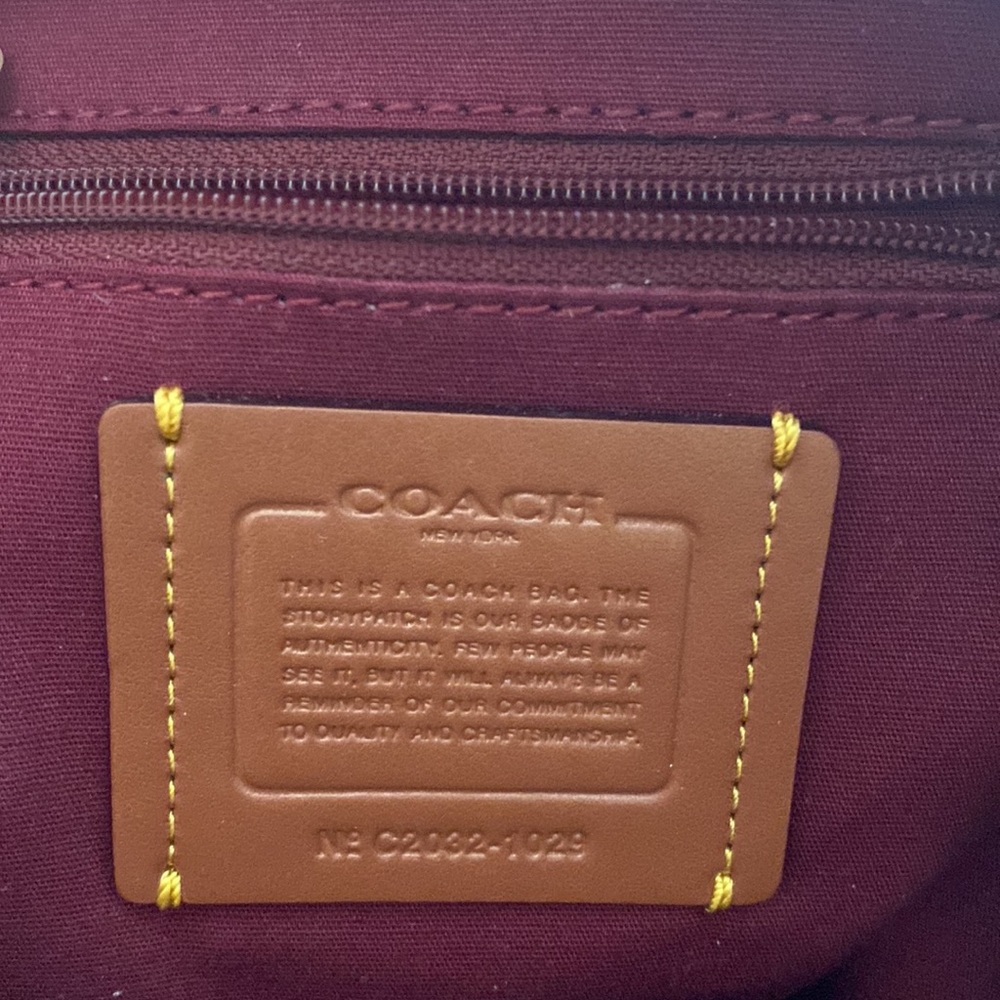 COACH
NEW YORK
THIS IS A COACH BAG. THE
STORYPATCH IS OUR BADGE OF
AUTHENTICITY. FEW PEOPLE MAY
SEE IT, BUT IT WILL ALWAYS BE A
REMINDER OF OUR COMMITMENT
TO QUALITY AND CRAFTSMANSHIP.
Nº C2032-1029